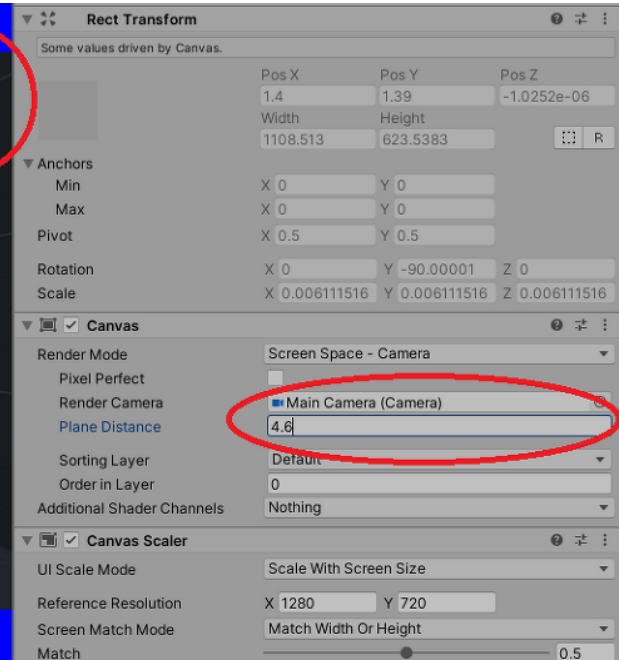 Rect Transform
Some values driven by Canvas.
Pos X Pos Y Pos Z
1.4 1.39 -1.0252e-06
Width Height
1108.513 623.5383
R
Anchors
Min X 0 Y 0
Max X 0 Y 0
Pivot X 0.5 Y 0.5
Rotation X 0 Y -90.00001 Z 0
Scale X 0.006111516 Y 0.006111516 Z 0.006111516
Canvas
Render Mode Screen Space - Camera
Pixel Perfect
Render Camera Main Camera (Camera)
Plane Distance 4.6
Sorting Layer Default
Order in Layer 0
Additional Shader Channels Nothing
Canvas Scaler
UI Scale Mode Scale With Screen Size
Reference Resolution X 1280 Y 720
Screen Match Mode Match Width Or Height
Match 0.5